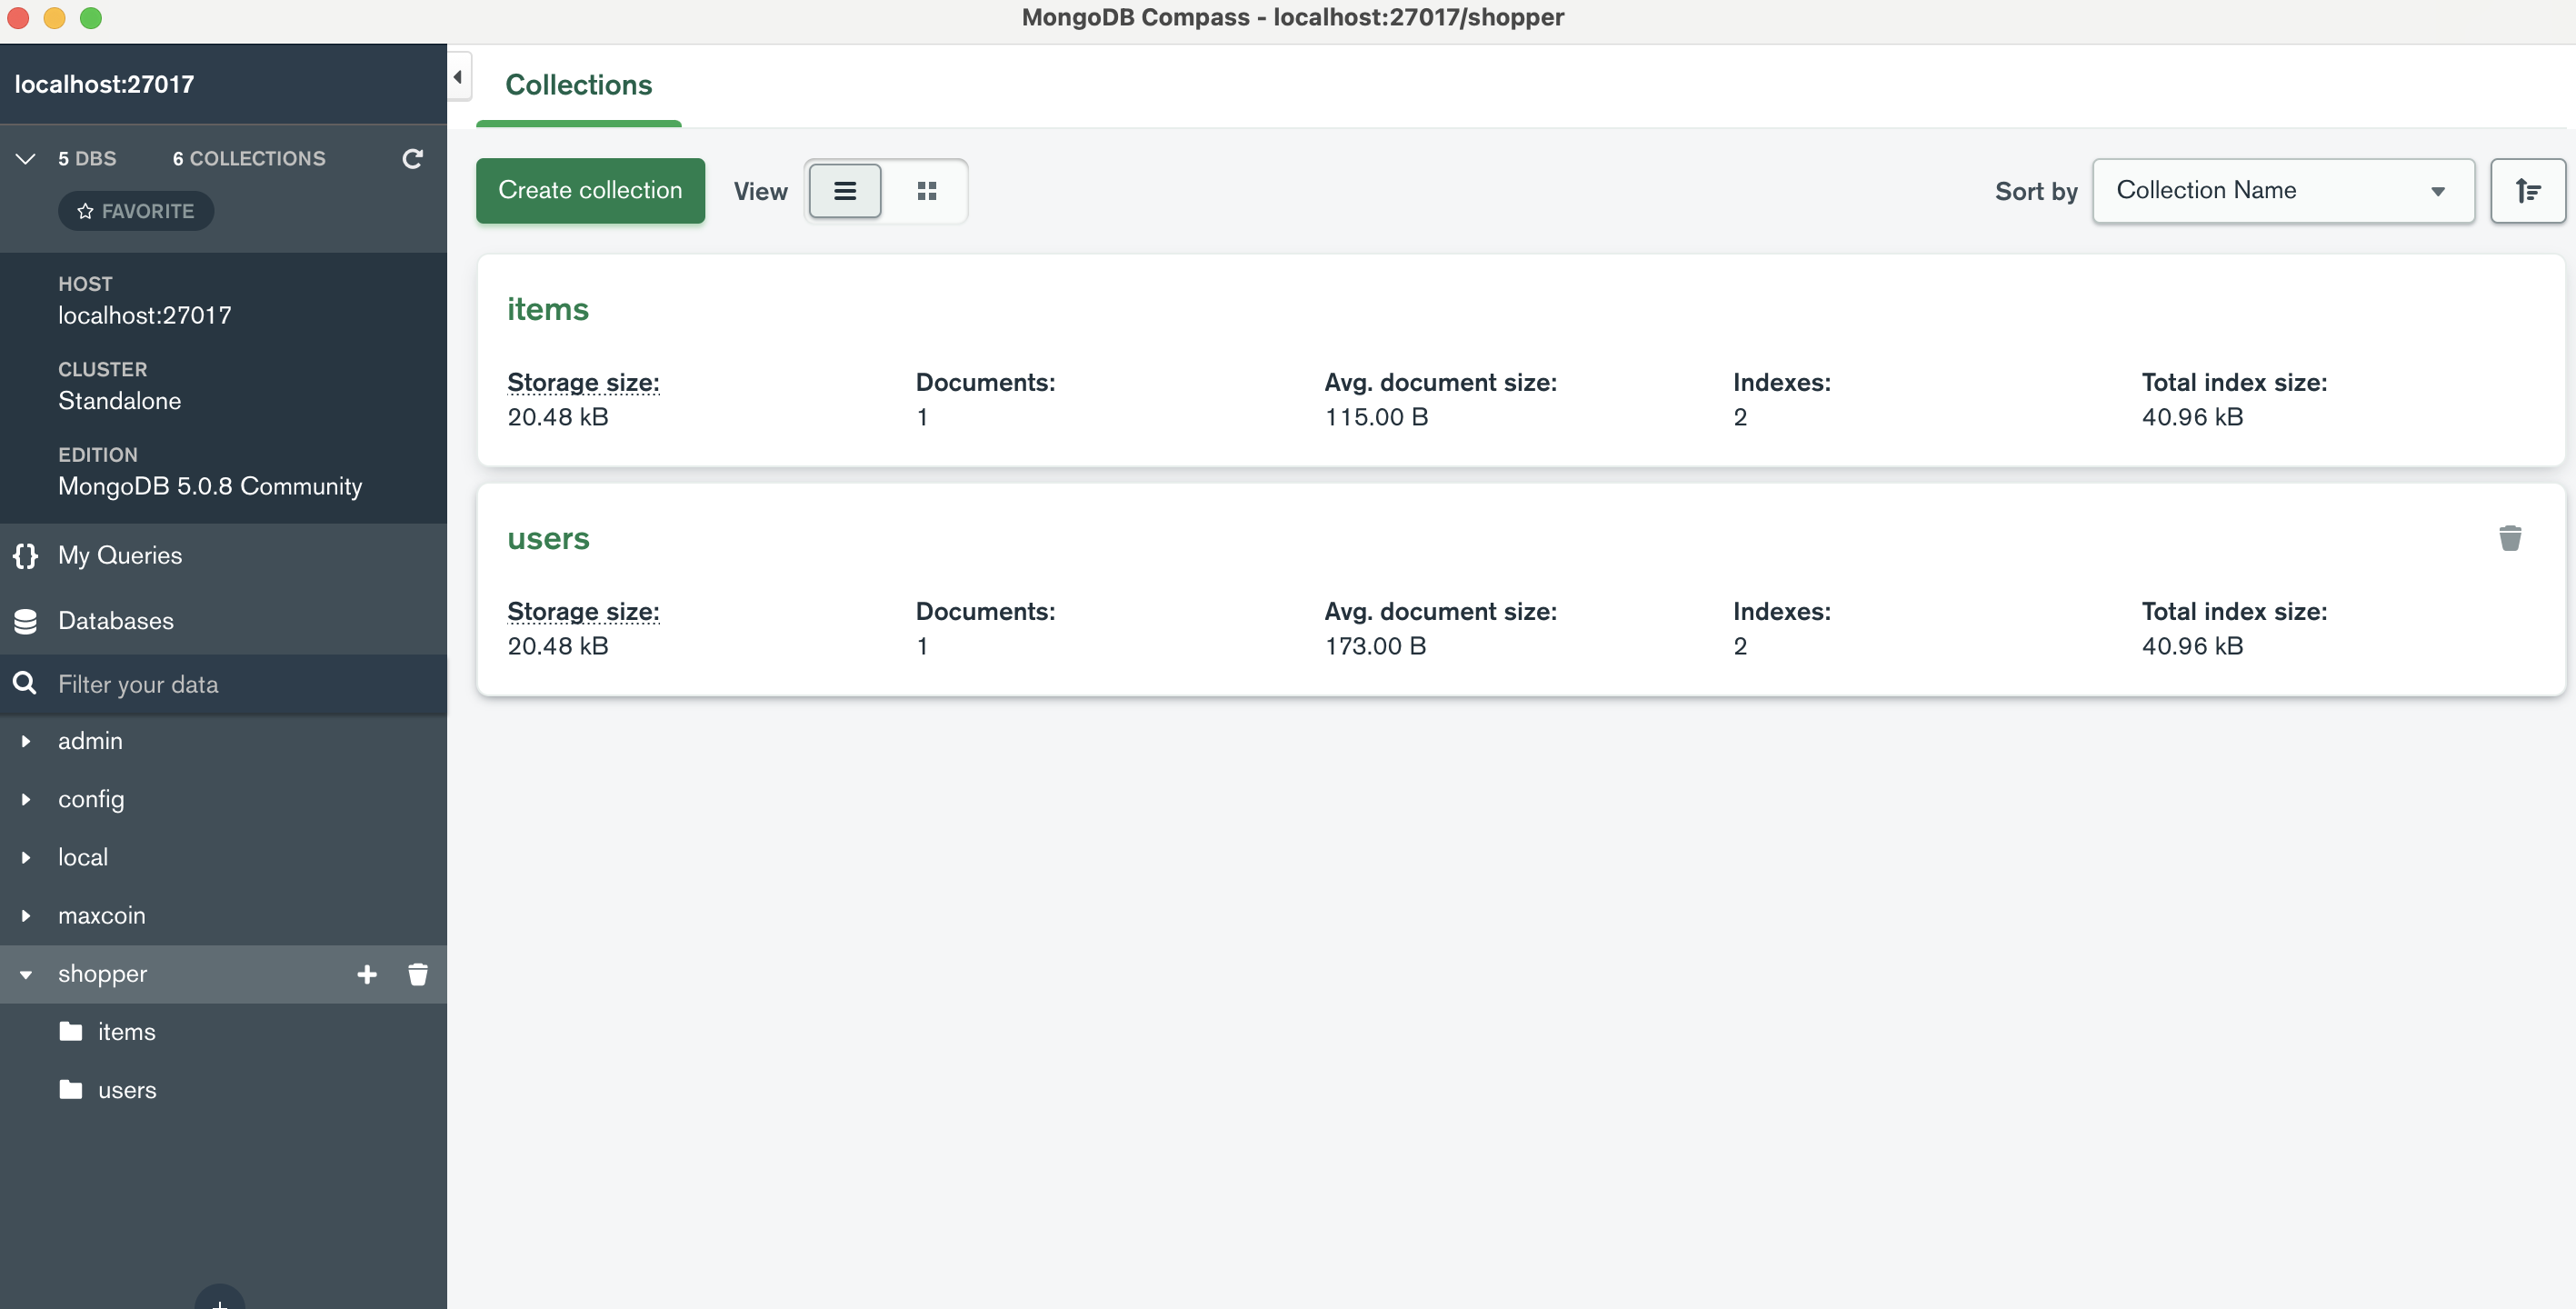 MongoDB Compass - localhost:27017/shopper
localhost:27017
5 DBS 6 COLLECTIONS
FAVORITE
HOST
localhost:27017
CLUSTER
Standalone
EDITION
MongoDB 5.0.8 Community
My Queries
Databases
Filter your data
admin
config
local
maxcoin
shopper
items
users
Collections
Create collection View Sort by Collection Name
items
Storage size: Documents: Avg. document size: Indexes: Total index size:
20.48 kB 1 115.00 B 2 40.96 kB
users
Storage size: Documents: Avg. document size: Indexes: Total index size:
20.48 kB 1 173.00 B 2 40.96 kB